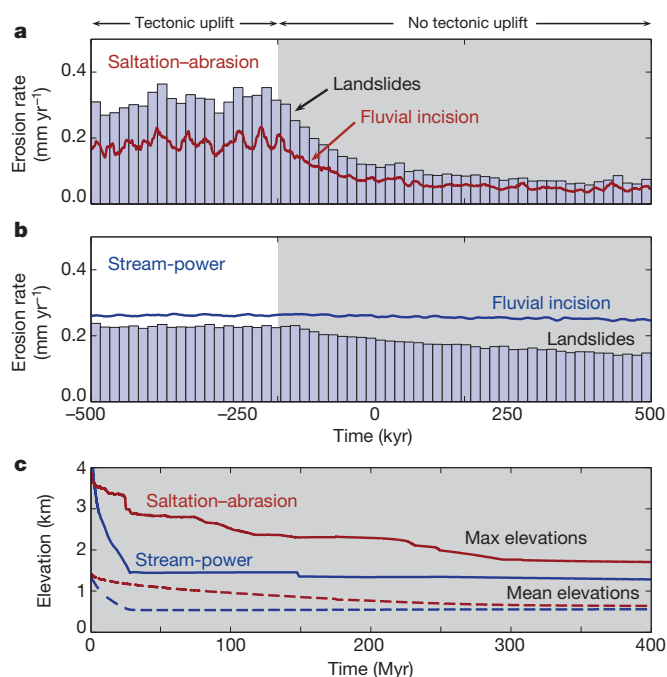 Tectonic uplift No tectonic uplift
a
Saltation–abrasion
Landslides
Fluvial incision
Erosion rate
(mm yr⁻¹)
0.4
0.2
0.0
b
Stream-power
Fluvial incision
Landslides
Erosion rate
(mm yr⁻¹)
0.4
0.2
0.0
−500 −250 0 250 500
Time (kyr)
c
Saltation–abrasion
Max elevations
Stream-power
Mean elevations
Elevation (km)
4
3
2
1
0
0 100 200 300 400
Time (Myr)